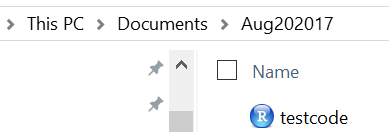 This PC > Documents > Aug202017
Name
R testcode